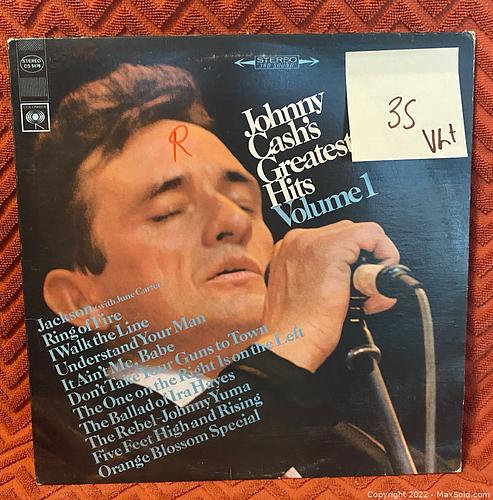 STEREO
CS 9478
COLUMBIA
STEREO
360 SOUND
Johnny
Cash's
Greatest
Hits
Volume 1
35
R
Jackson (with June Carter)
Ring of Fire
I Walk the Line
Understand Your Man
It Ain't Me, Babe
Don't Take Your Guns to Town
The One on the Right Is on the Left
The Ballad of Ira Hayes
The Rebel-Johnny Yuma
Five Feet High and Rising
Orange Blossom Special
Copyright 2022 - MaxSold.com